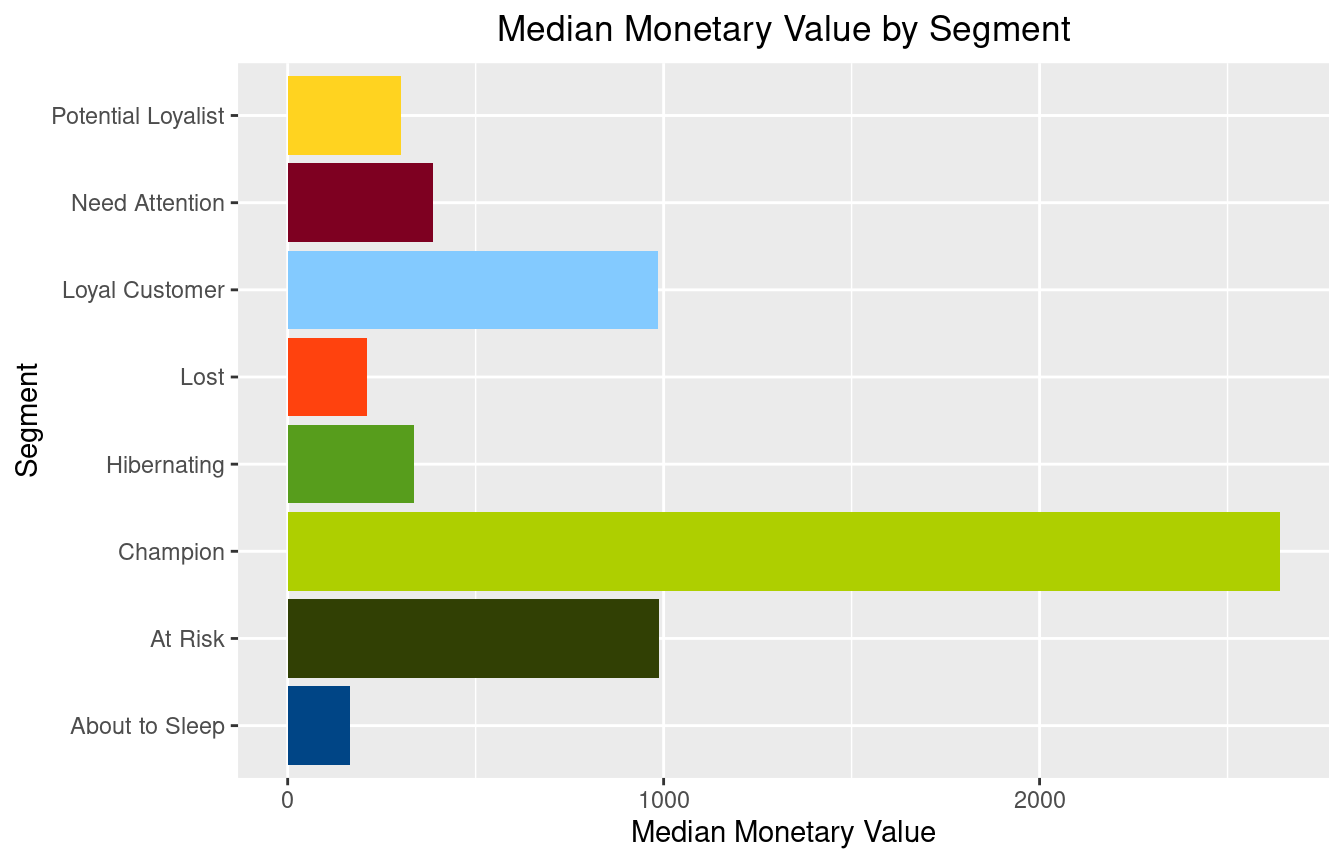 Median Monetary Value by Segment
Potential Loyalist
Need Attention
Loyal Customer
Lost
Hibernating
Champion
At Risk
About to Sleep
Segment
0 1000 2000
Median Monetary Value